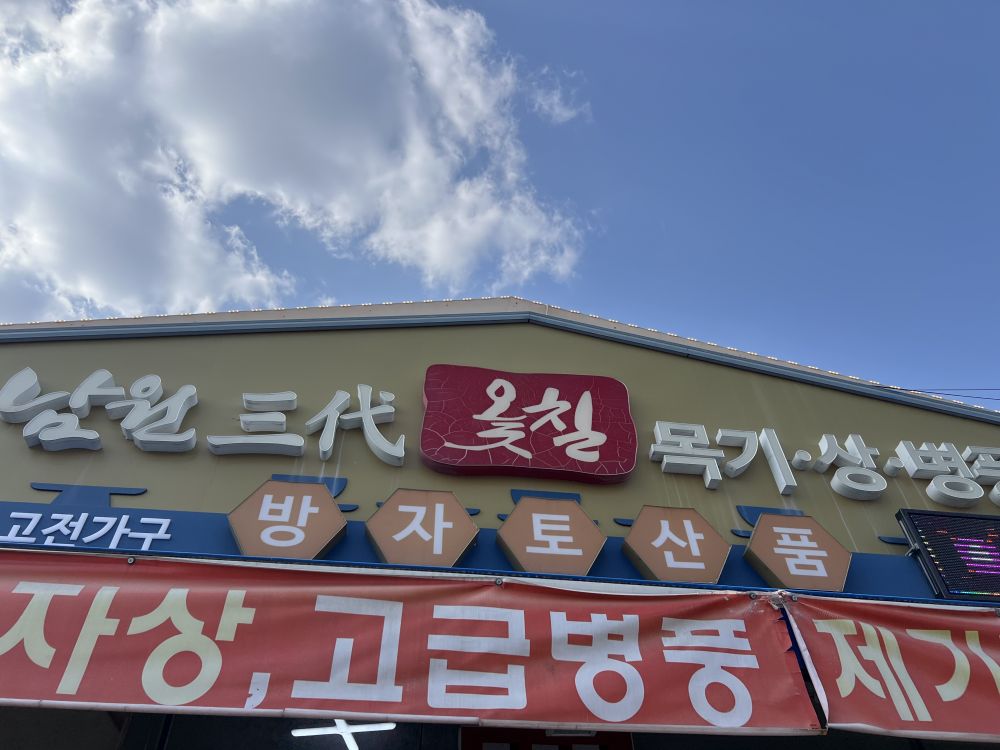 남원 三代 옻칠 목기·상·병풍
고전가구 방자토산품
자상, 고급병풍 제기